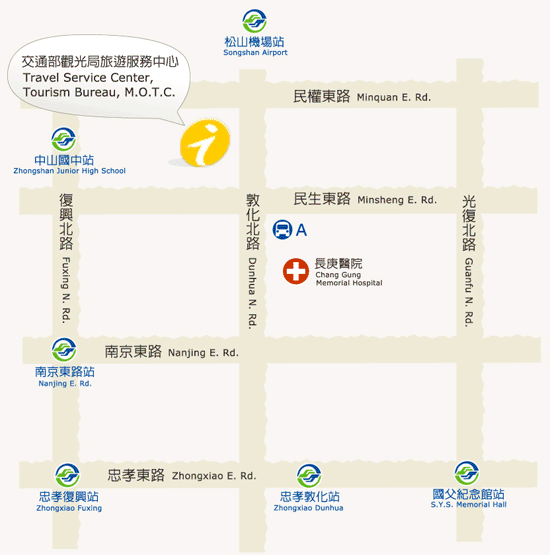 松山機場站
Songshan Airport
交通部觀光局旅遊服務中心
Travel Service Center,
Tourism Bureau, M.O.T.C.
民權東路 Minquan E. Rd.
中山國中站
Zhongshan Junior High School
民生東路 Minsheng E. Rd.
復興北路 Fuxing N. Rd.
敦化北路 Dunhua N. Rd.
光復北路 Guanfu N. Rd.
A
長庚醫院
Chang Gung
Memorial Hospital
南京東路 Nanjing E. Rd.
南京東路站
Nanjing E. Rd.
忠孝東路 Zhongxiao E. Rd.
忠孝復興站
Zhongxiao Fuxing
忠孝敦化站
Zhongxiao Dunhua
國父紀念館站
S.Y.S. Memorial Hall